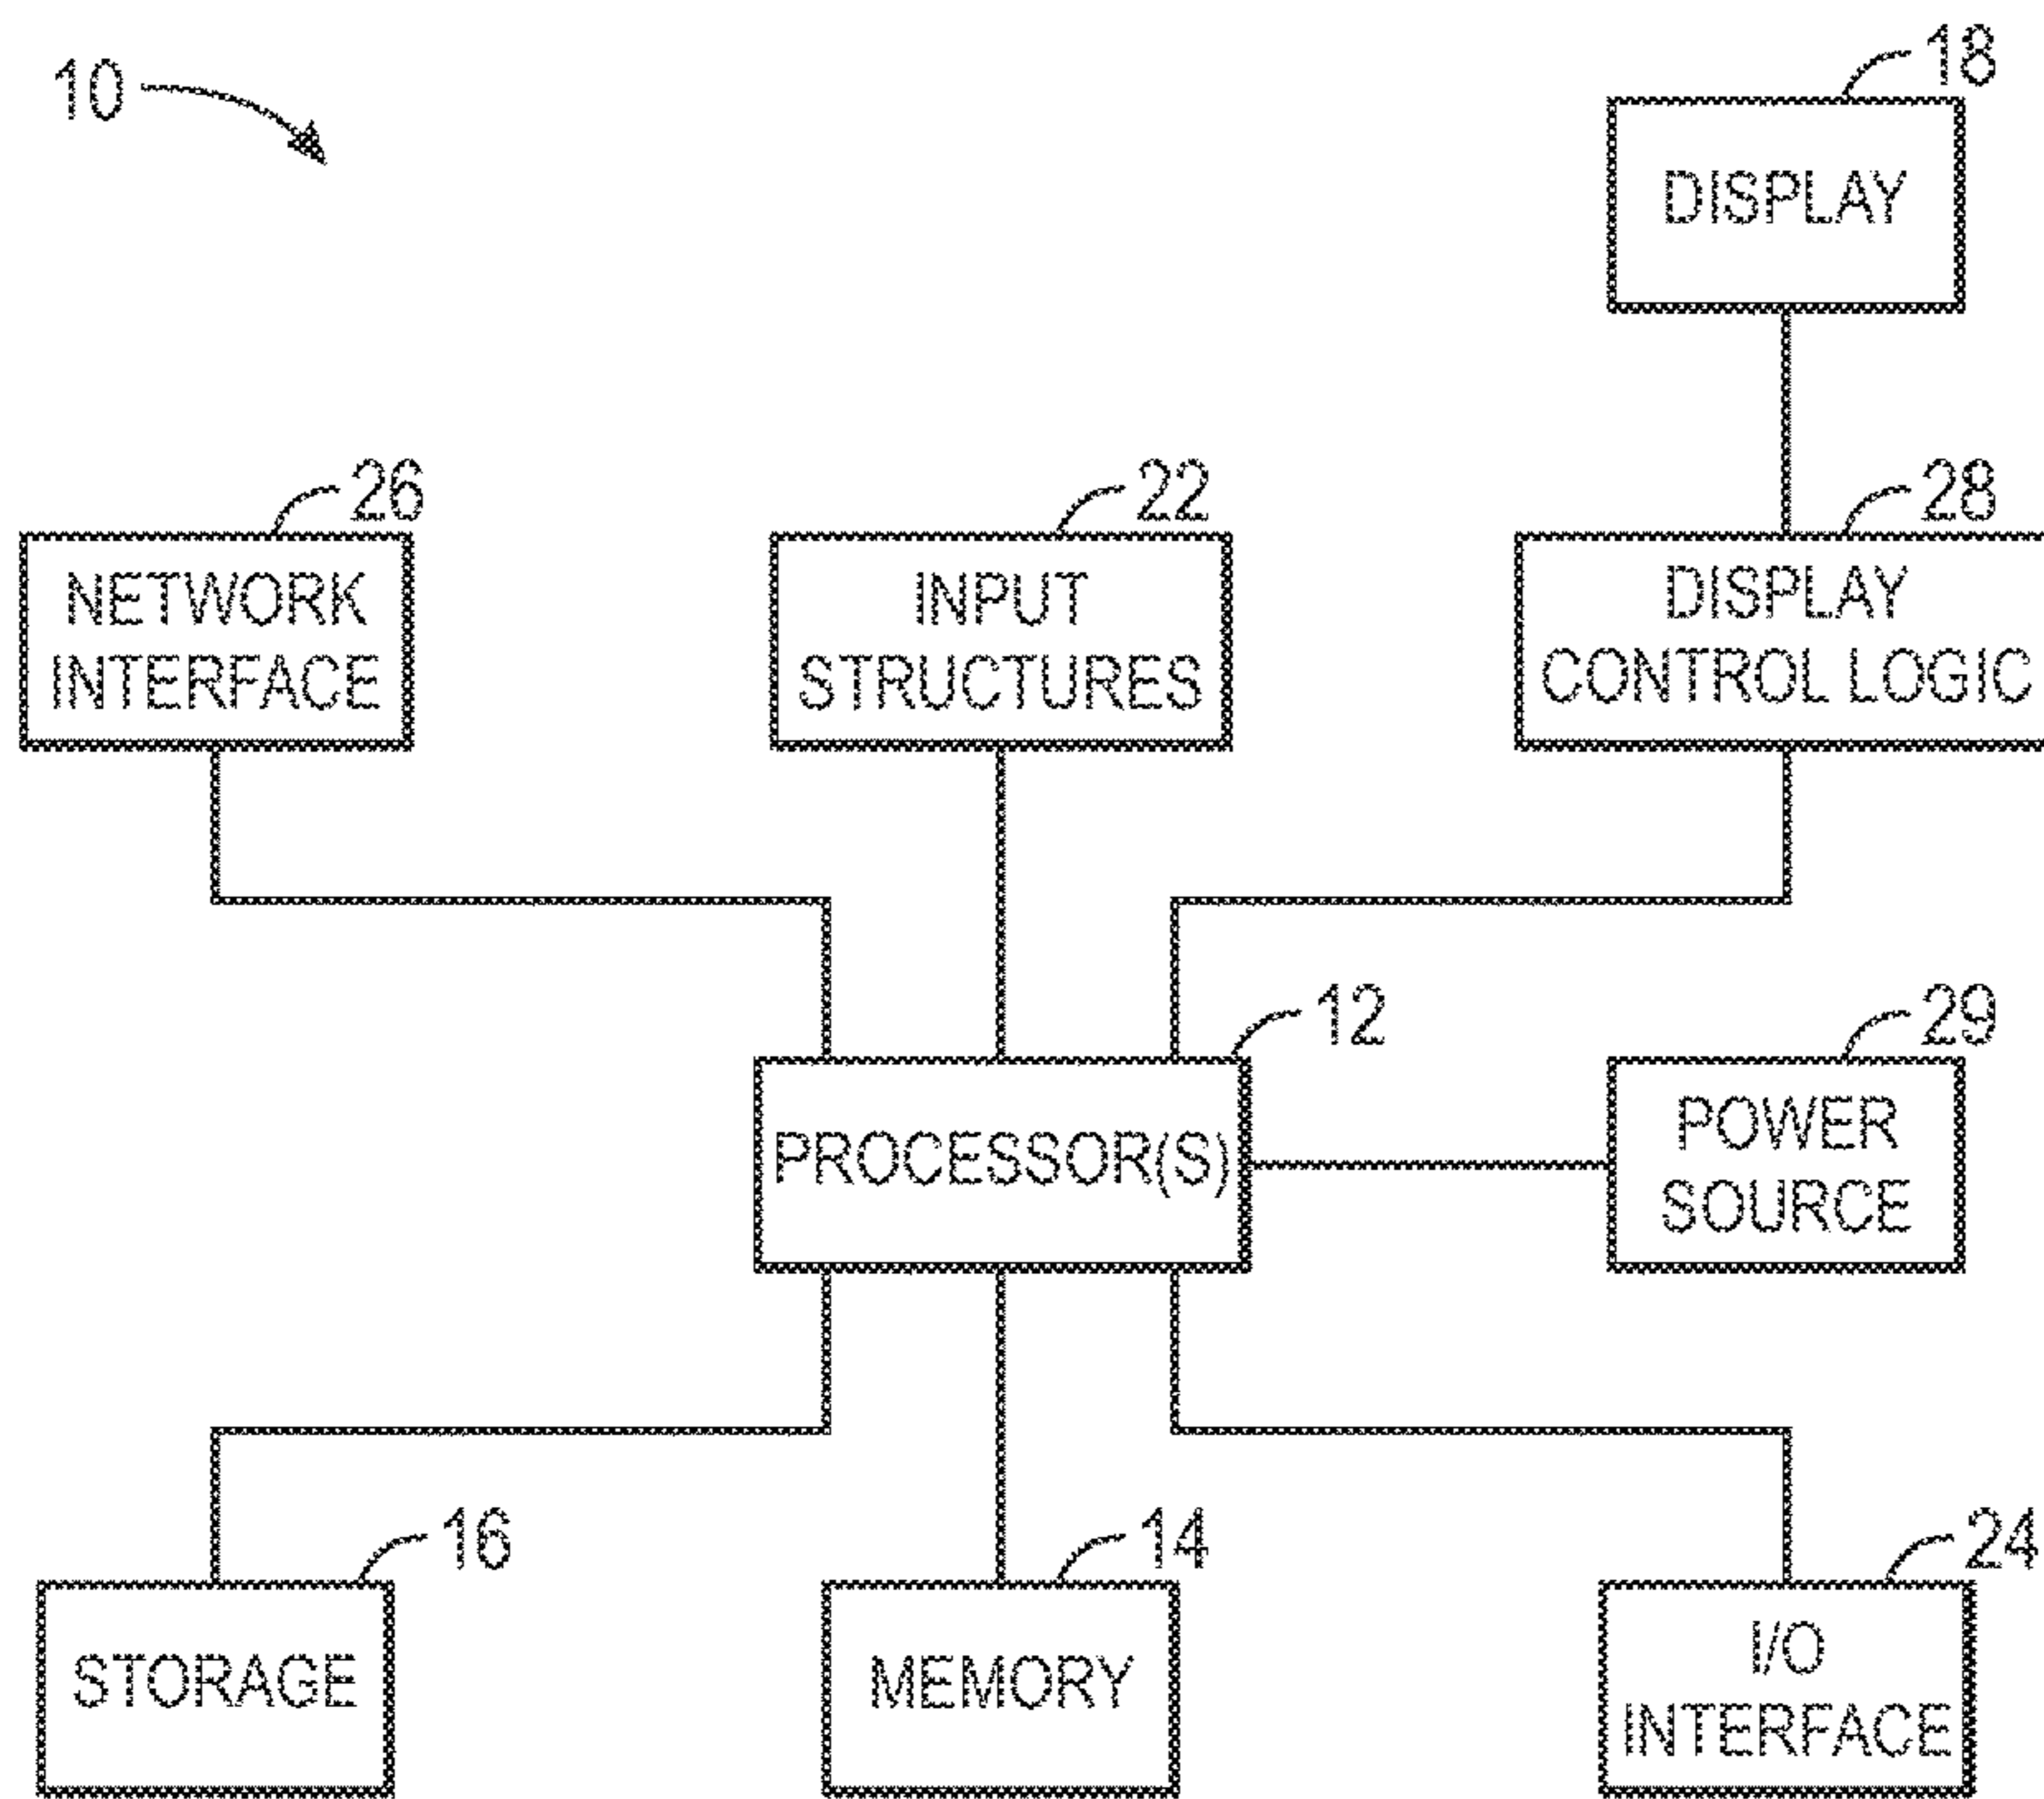 10
18
DISPLAY
26
NETWORK
INTERFACE
22
INPUT
STRUCTURES
28
DISPLAY
CONTROL LOGIC
12
PROCESSOR(S)
29
POWER
SOURCE
16
STORAGE
14
MEMORY
24
I/O
INTERFACE